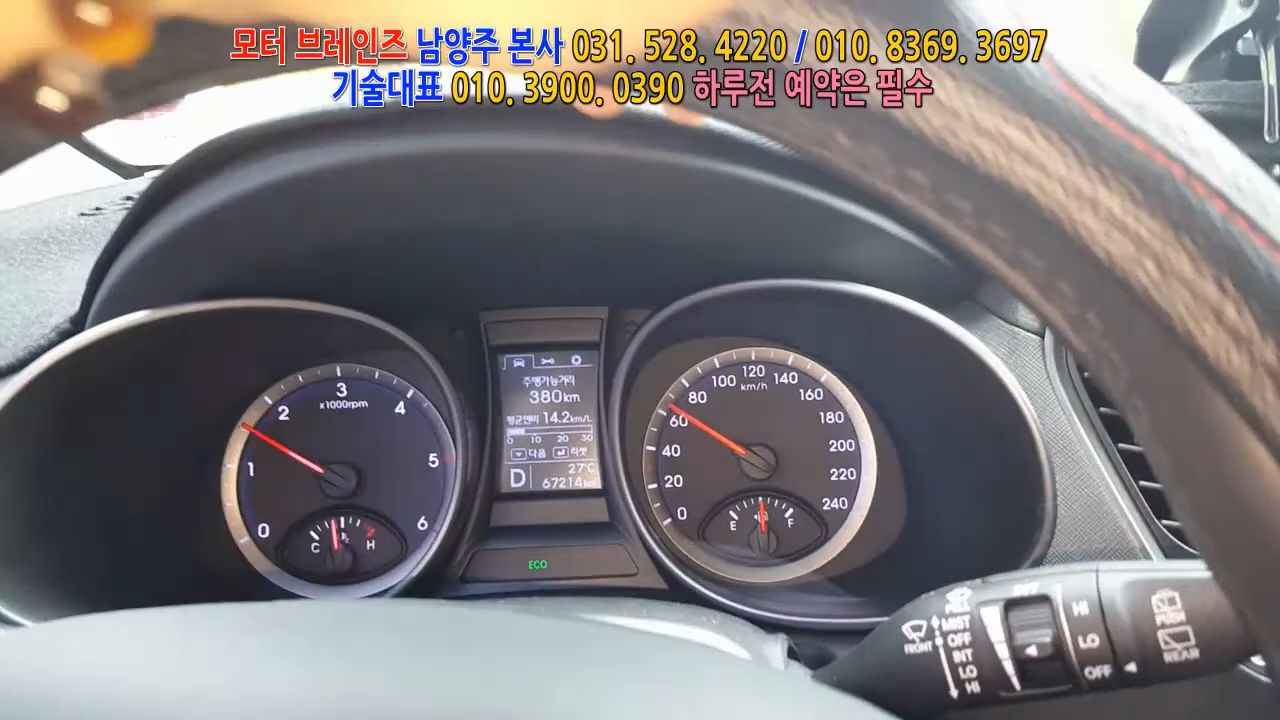 모터 브레인즈 남양주 본사 031. 528. 4220 / 010. 8369. 3697
기술대표 010. 3900. 0390 하루전 예약은 필수
0 1 2 3 4 5 6
x1000rpm
C H
주행가능거리
380km
평균연비 14.2km/L
0 10 20 30
다음 리셋
27°C
D 67214km
ECO
0 20 40 60 80 100 120 140 160 180 200 220 240
km/h
E F
FRONT
MIST
OFF
INT
LO
HI
HI
LO
OFF
PUSH
REAR